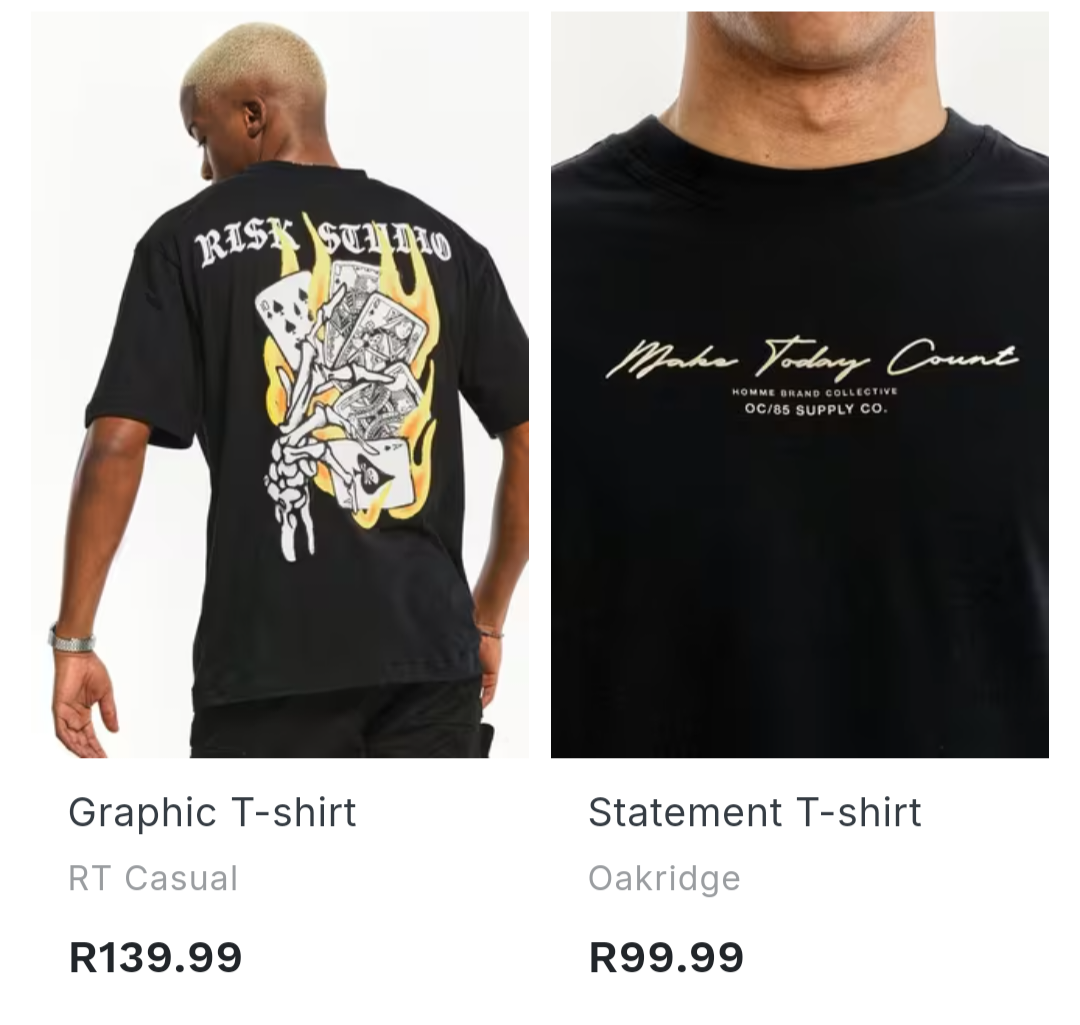 RISK STUDIO
10
Make Today Count
HOMME BRAND COLLECTIVE
OC/85 SUPPLY CO.
Graphic T-shirt
Statement T-shirt
RT Casual
Oakridge
R139.99
R99.99